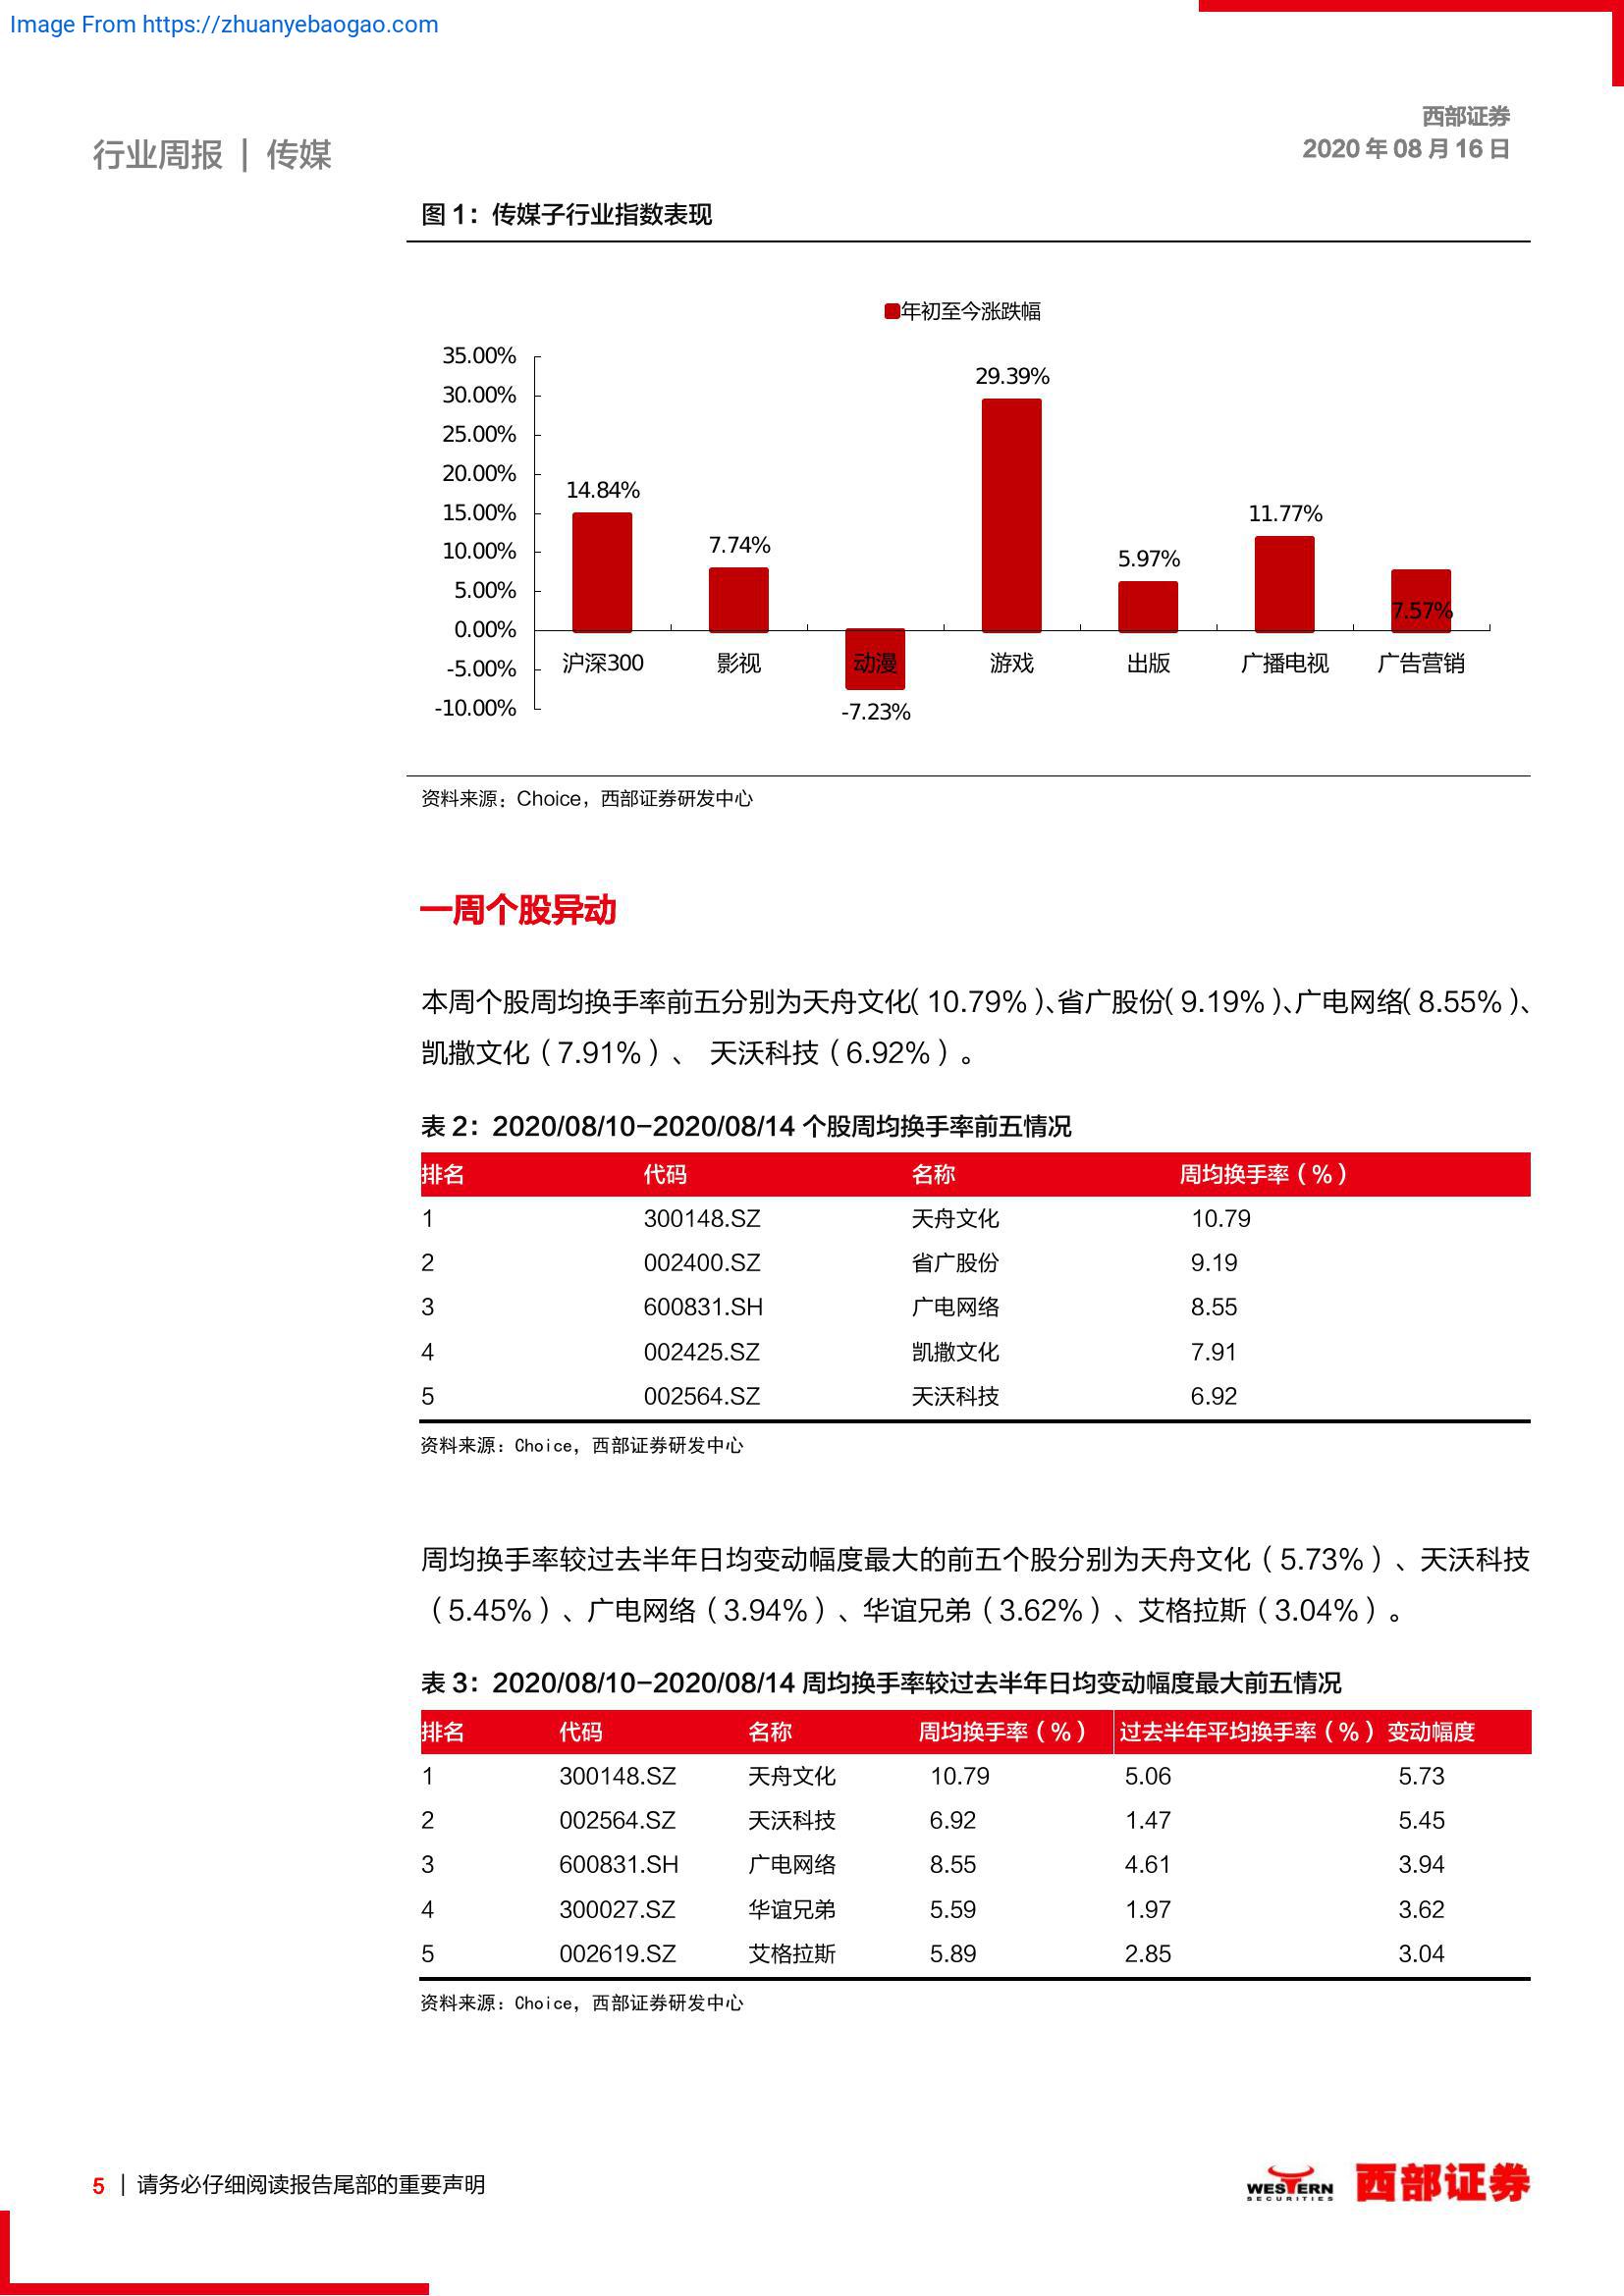 Image From https://zhuanyebaogao.com
西部证券
2020 年 08 月 16 日
行业周报 | 传媒
图 1：传媒子行业指数表现
年初至今涨跌幅
35.00%
30.00%
25.00%
20.00%
15.00%
10.00%
5.00%
0.00%
-5.00%
-10.00%
14.84%
7.74%
-7.23%
29.39%
5.97%
11.77%
7.57%
沪深300 影视 动漫 游戏 出版 广播电视 广告营销
资料来源：Choice，西部证券研发中心
一周个股异动
本周个股周均换手率前五分别为天舟文化（10.79%）、省广股份（9.19%）、广电网络（8.55%）、
凯撒文化（7.91%）、 天沃科技（6.92%）。
表 2：2020/08/10-2020/08/14 个股周均换手率前五情况
排名 代码 名称 周均换手率（%）
1 300148.SZ 天舟文化 10.79
2 002400.SZ 省广股份 9.19
3 600831.SH 广电网络 8.55
4 002425.SZ 凯撒文化 7.91
5 002564.SZ 天沃科技 6.92
资料来源：Choice，西部证券研发中心
周均换手率较过去半年日均变动幅度最大的前五个股分别为天舟文化（5.73%）、天沃科技
（5.45%）、广电网络（3.94%）、华谊兄弟（3.62%）、艾格拉斯（3.04%）。
表 3：2020/08/10-2020/08/14 周均换手率较过去半年日均变动幅度最大前五情况
排名 代码 名称 周均换手率（%） 过去半年平均换手率（%） 变动幅度
1 300148.SZ 天舟文化 10.79 5.06 5.73
2 002564.SZ 天沃科技 6.92 1.47 5.45
3 600831.SH 广电网络 8.55 4.61 3.94
4 300027.SZ 华谊兄弟 5.59 1.97 3.62
5 002619.SZ 艾格拉斯 5.89 2.85 3.04
资料来源：Choice，西部证券研发中心
5 | 请务必仔细阅读报告尾部的重要声明
WESTERN
SECURITIES
西部证券